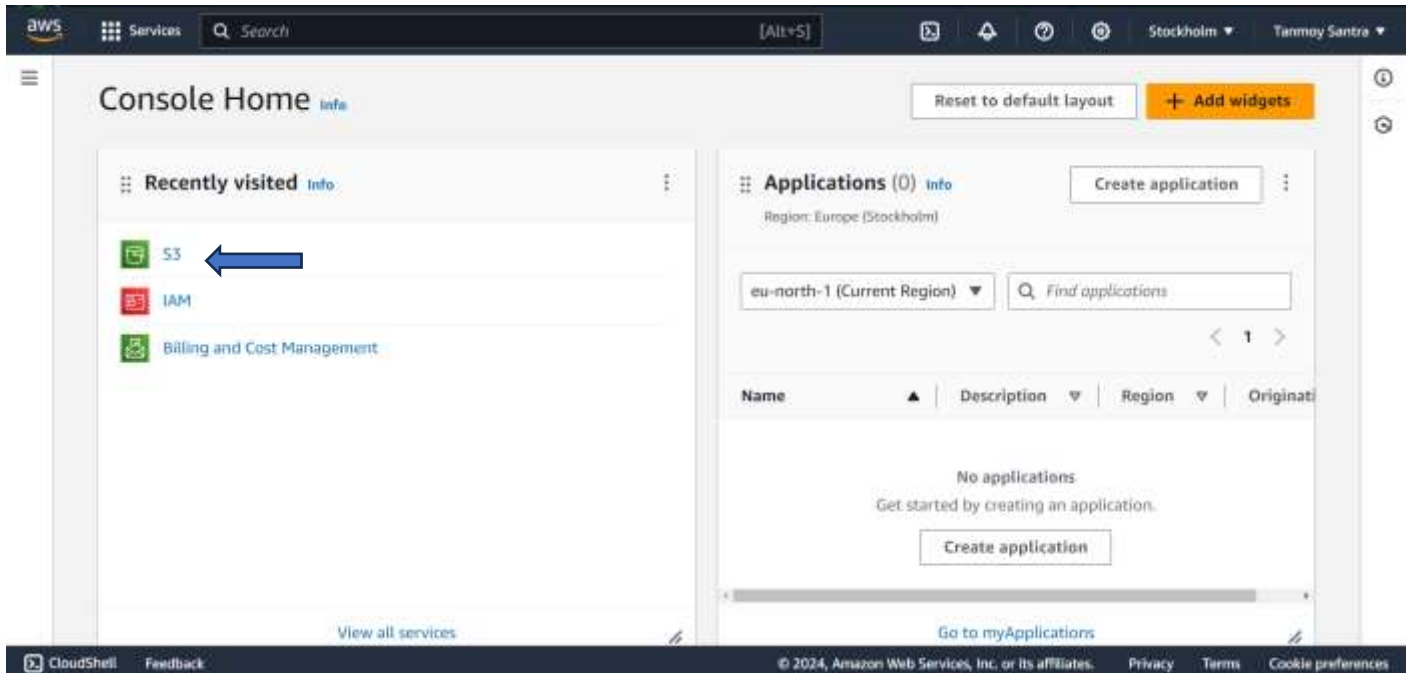 aws Services Search [Alt+S] Stockholm Tanmoy Santra
Console Home Info
Reset to default layout + Add widgets
Recently visited Info
S3
IAM
Billing and Cost Management
View all services
Applications (0) Info Create application
Region: Europe (Stockholm)
eu-north-1 (Current Region) Find applications
1
Name Description Region Originati
No applications
Get started by creating an application.
Create application
Go to myApplications
CloudShell Feedback © 2024, Amazon Web Services, Inc. or its affiliates. Privacy Terms Cookie preferences